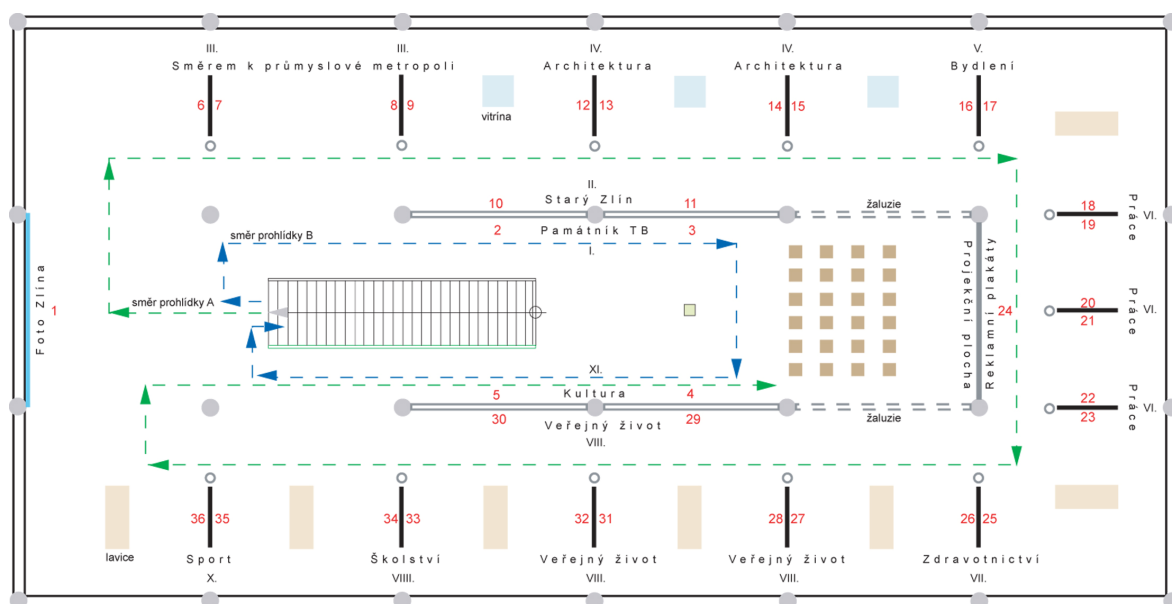 III.
Směrem k průmyslové metropoli
III.
IV.
Architektura
IV.
Architektura
V.
Bydlení
6 7
8 9
12 13
14 15
16 17
vitrína
II.
Starý Zlín
10
11
žaluzie
2
Památník TB
3
I.
směr prohlídky B
směr prohlídky A
Foto Zlína
1
Projekční plocha
Reklamní plakáty
24
18
19
Práce
VI.
20
21
Práce
VI.
22
23
Práce
VI.
XI.
5
Kultura
4
30
Veřejný život
29
VIII.
žaluzie
36 35
34 33
32 31
28 27
26 25
lavice
Sport
X.
Školství
VIIII.
Veřejný život
VIII.
Veřejný život
VIII.
Zdravotnictví
VII.